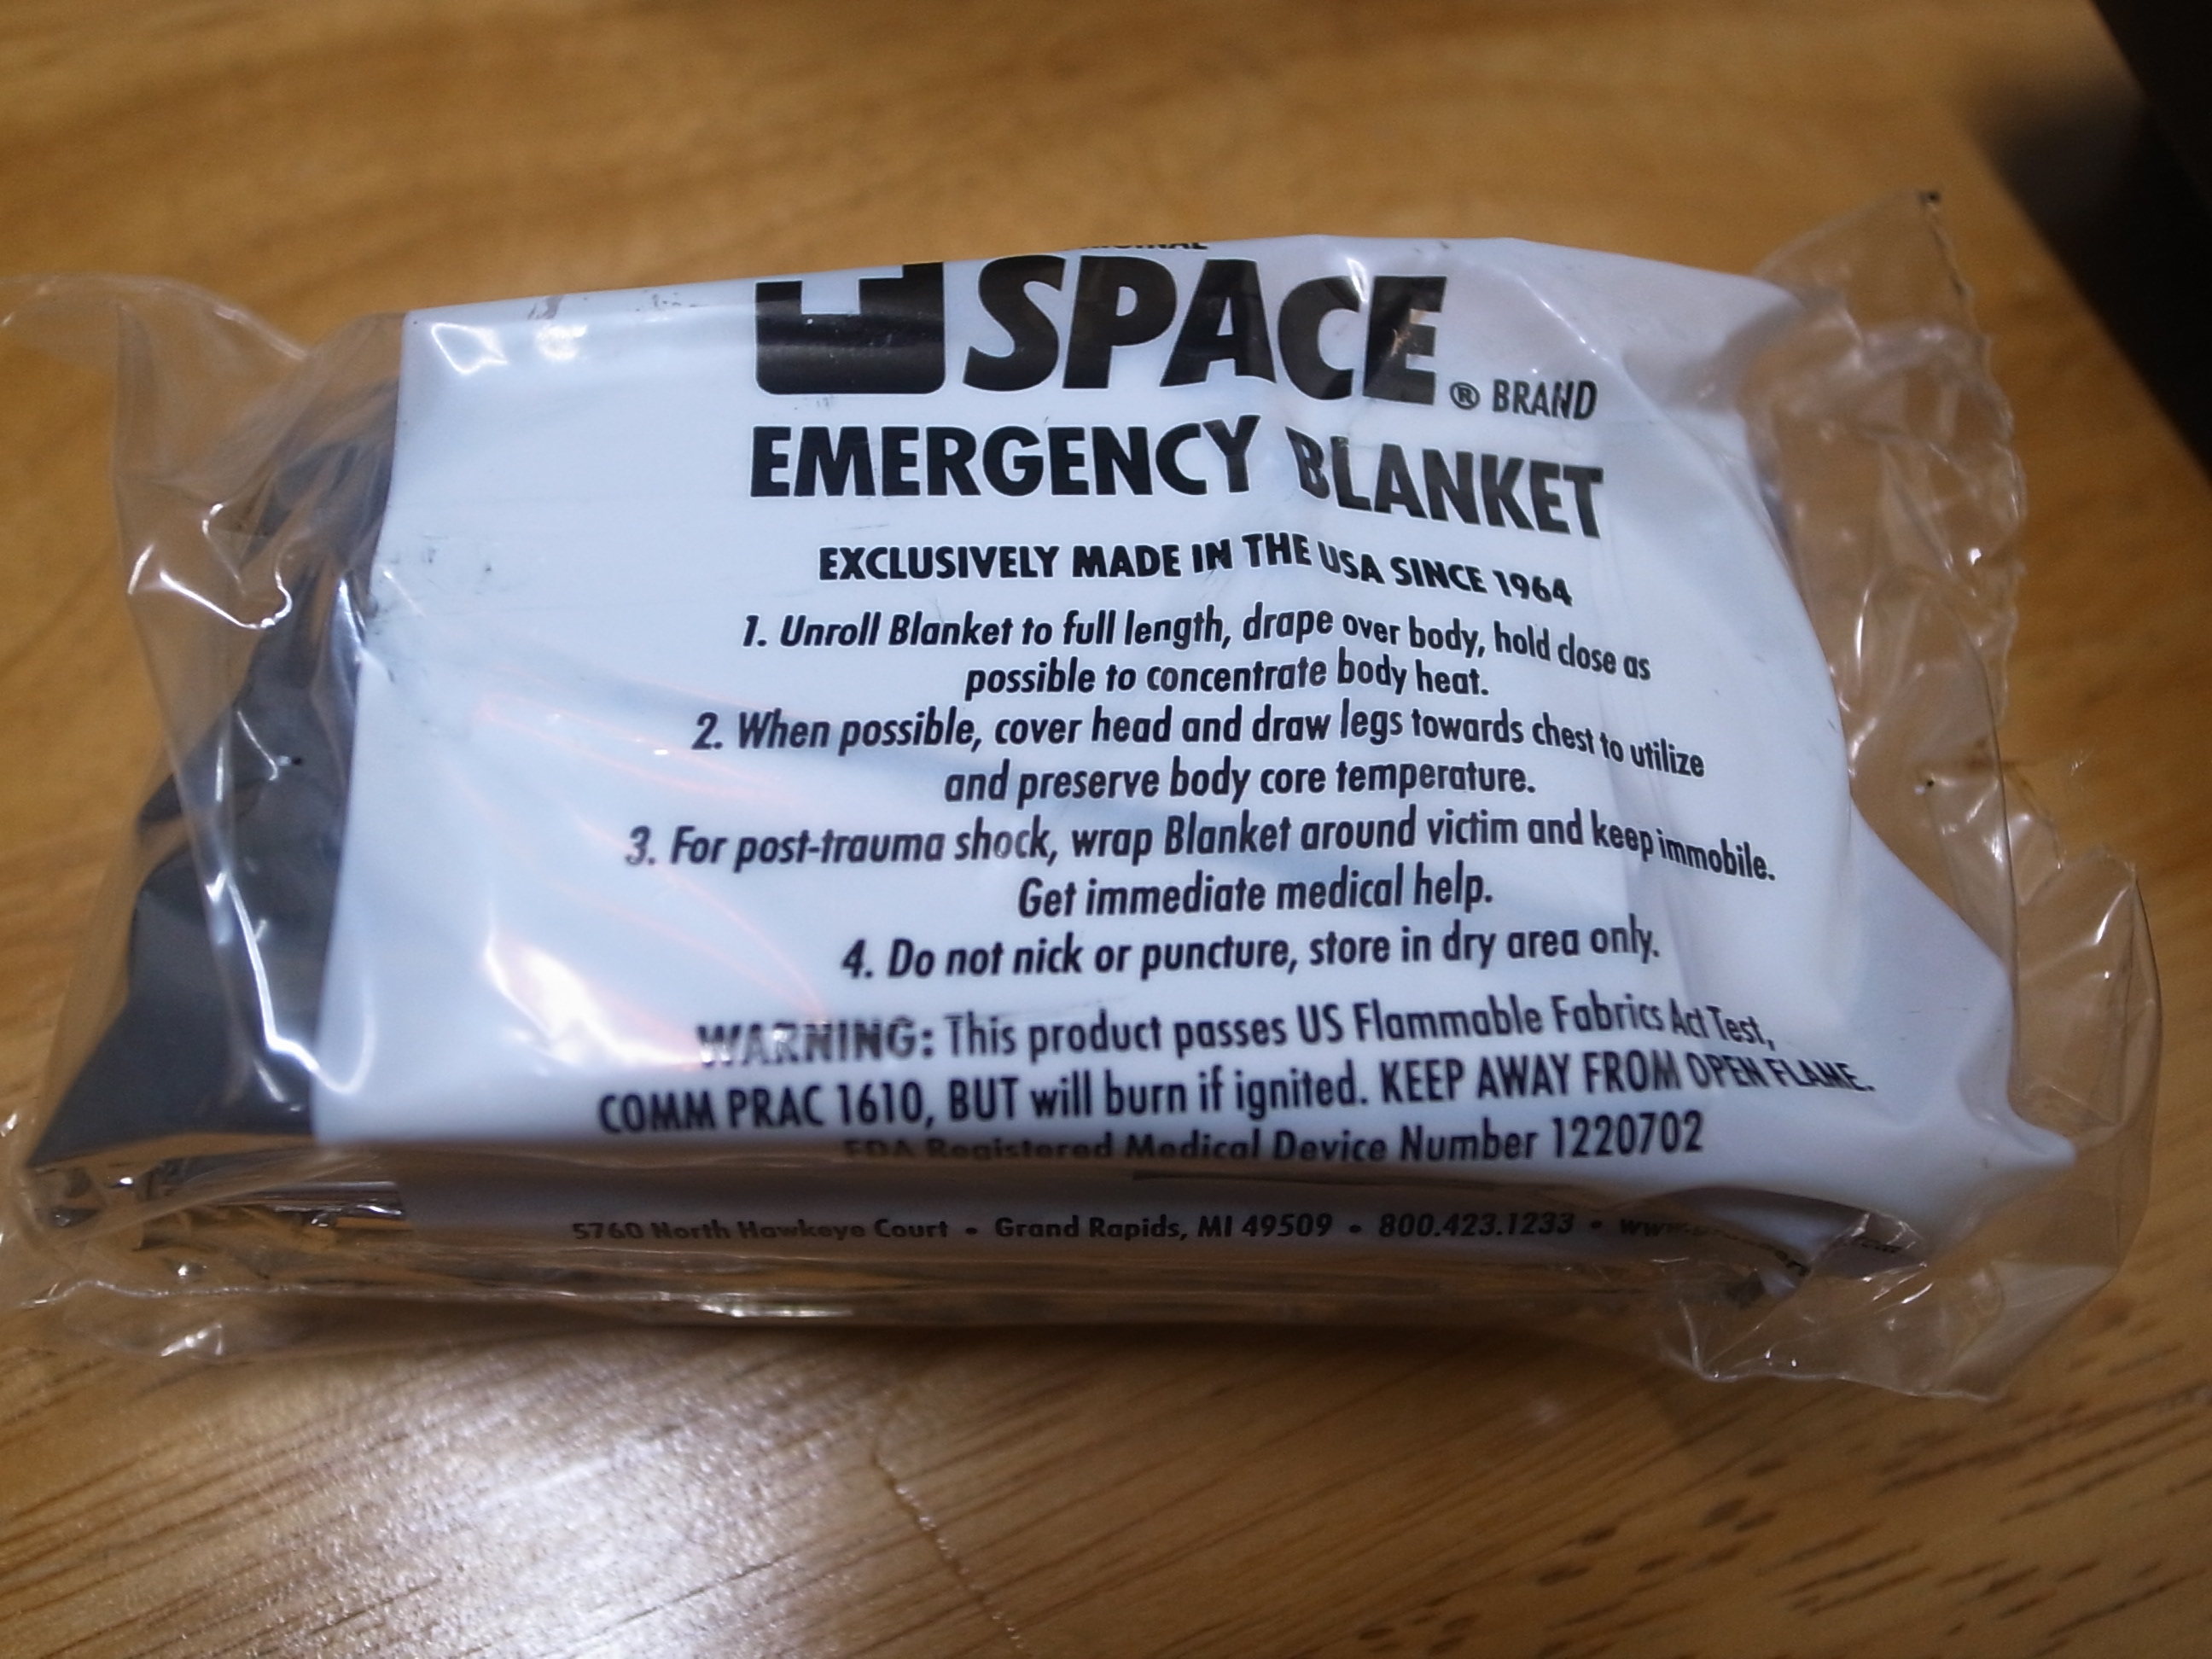 SPACE ® BRAND
EMERGENCY BLANKET
EXCLUSIVELY MADE IN THE USA SINCE 1964
1. Unroll Blanket to full length, drape over body, hold close as
possible to concentrate body heat.
2. When possible, cover head and draw legs towards chest to utilize
and preserve body core temperature.
3. For post-trauma shock, wrap Blanket around victim and keep immobile.
Get immediate medical help.
4. Do not nick or puncture, store in dry area only.
WARNING: This product passes US Flammable Fabrics Act Test,
COMM PRAC 1610, BUT will burn if ignited. KEEP AWAY FROM OPEN FLAME.
FDA Registered Medical Device Number 1220702
5760 North Hawkeye Court • Grand Rapids, MI 49509 • 800.423.1233 •